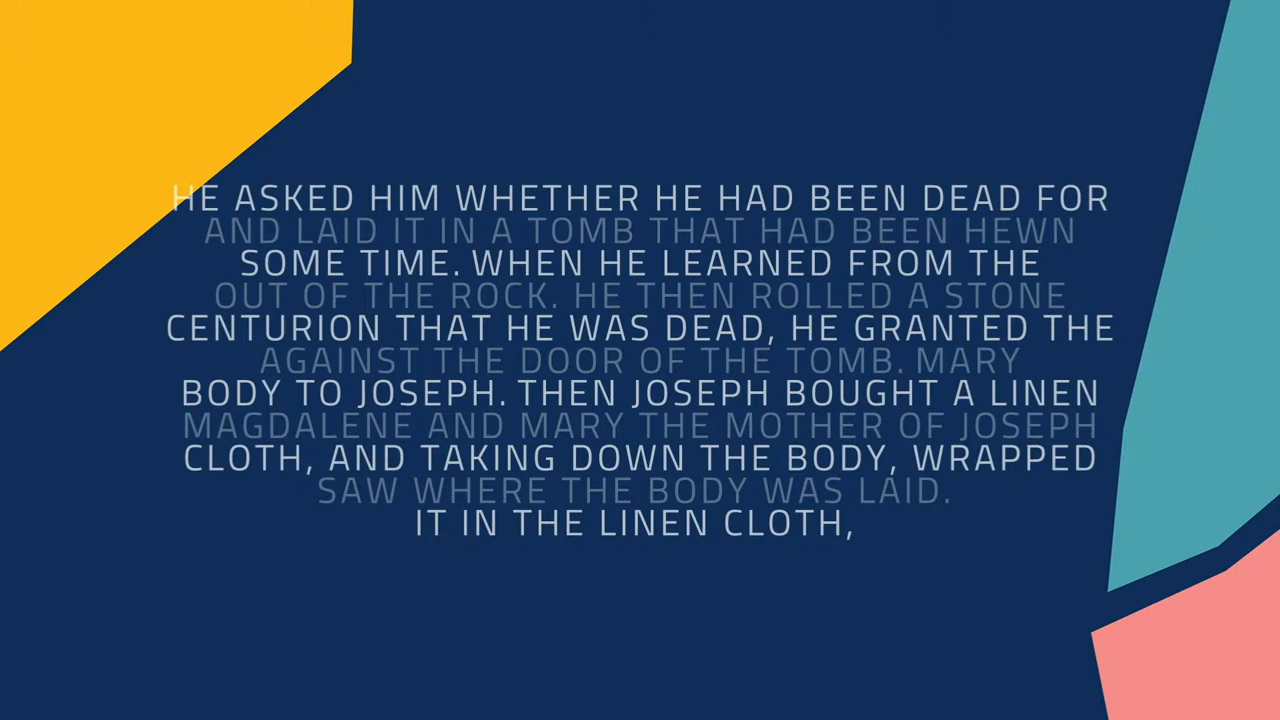 HE ASKED HIM WHETHER HE HAD BEEN DEAD FOR
AND LAID IT IN A TOMB THAT HAD BEEN HEWN
SOME TIME. WHEN HE LEARNED FROM THE
OUT OF THE ROCK. HE THEN ROLLED A STONE
CENTURION THAT HE WAS DEAD, HE GRANTED THE
AGAINST THE DOOR OF THE TOMB. MARY
BODY TO JOSEPH. THEN JOSEPH BOUGHT A LINEN
MAGDALENE AND MARY THE MOTHER OF JOSEPH
CLOTH, AND TAKING DOWN THE BODY, WRAPPED
SAW WHERE THE BODY WAS LAID.
IT IN THE LINEN CLOTH,